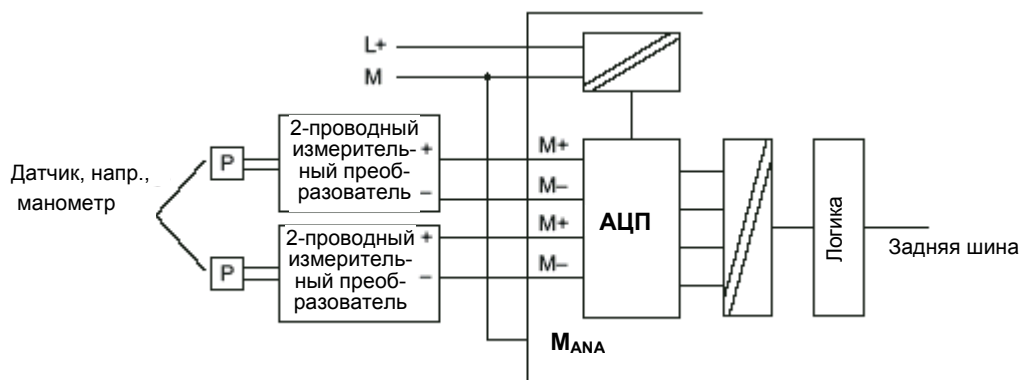 L+
M
Датчик, напр.,
манометр
P
2-проводный
измеритель-
ный преоб-
разователь
+
−
P
2-проводный
измеритель-
ный преоб-
разователь
+
−
M+
M−
M+
M−
АЦП
MANA
Логика
Задняя шина